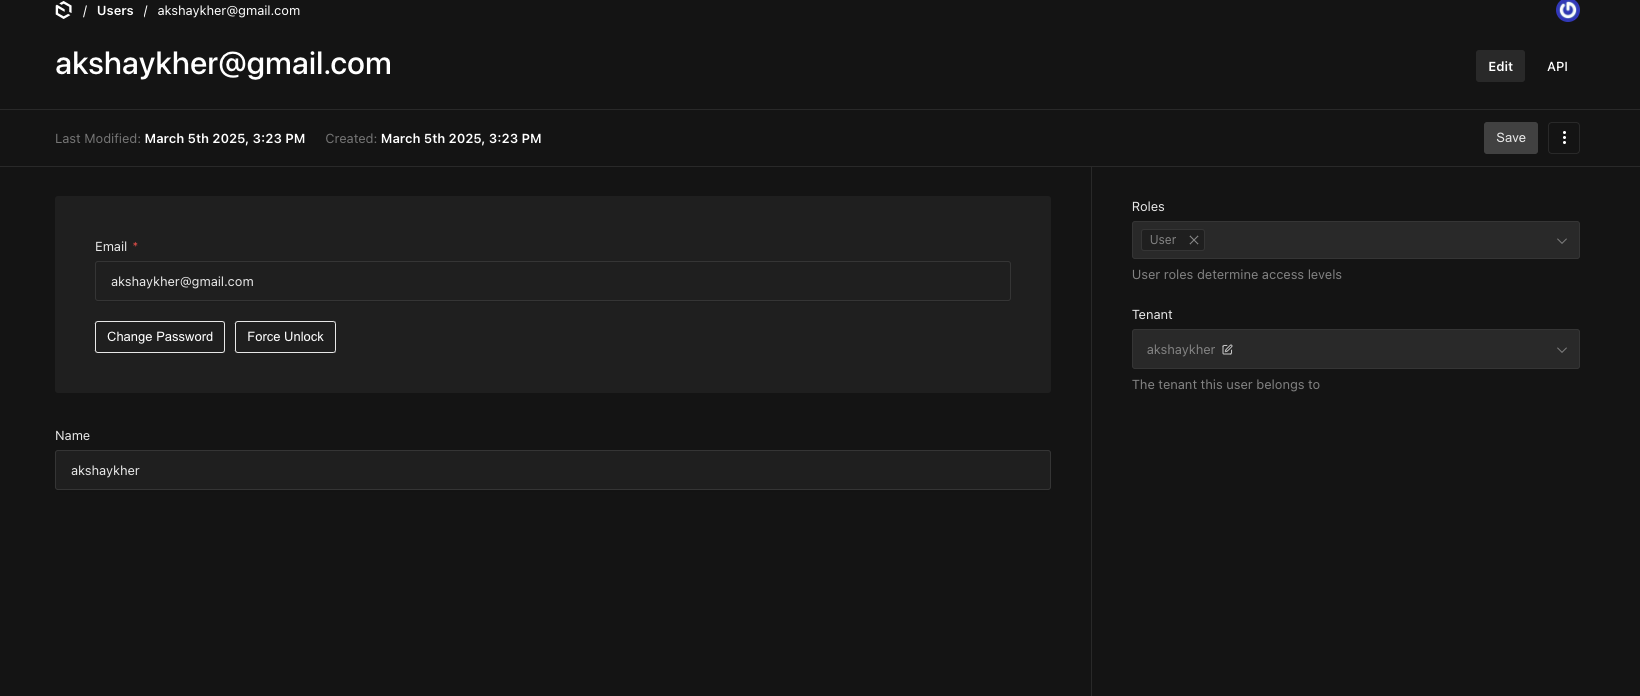 / Users / akshaykher@gmail.com
akshaykher@gmail.com
Edit API
Last Modified: March 5th 2025, 3:23 PM Created: March 5th 2025, 3:23 PM
Save
Email *
akshaykher@gmail.com
Change Password Force Unlock
Name
akshaykher
Roles
User
User roles determine access levels
Tenant
akshaykher
The tenant this user belongs to